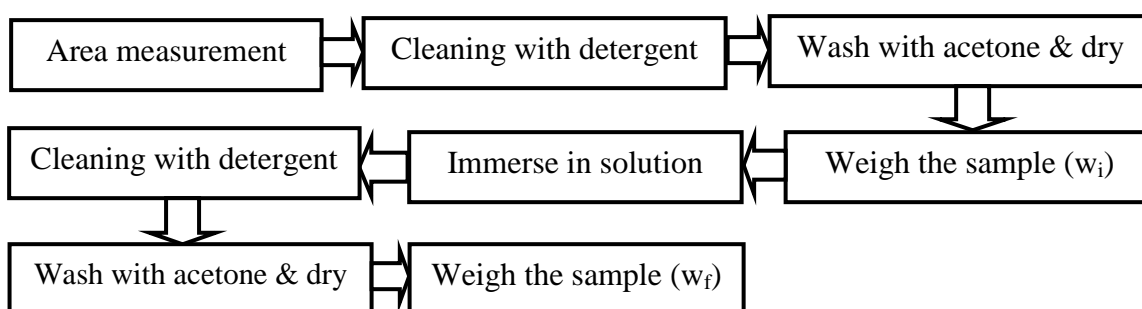 Area measurement
Cleaning with detergent
Wash with acetone & dry
Weigh the sample (wᵢ)
Immerse in solution
Cleaning with detergent
Wash with acetone & dry
Weigh the sample (w_f)